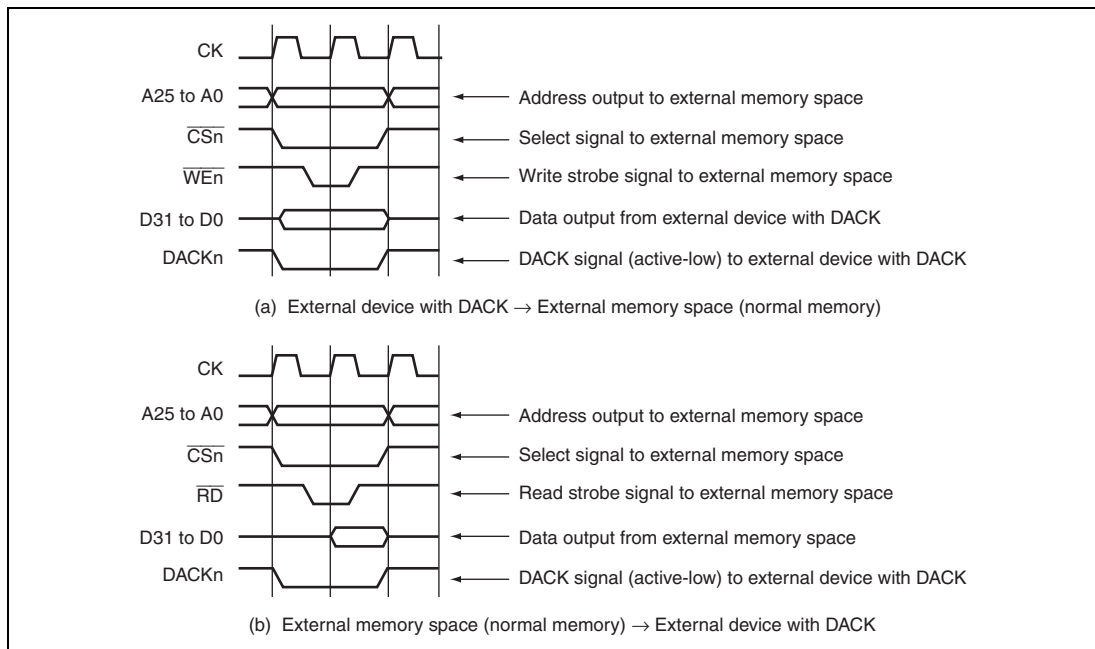 CK
A25 to A0 Address output to external memory space
CSn Select signal to external memory space
WEn Write strobe signal to external memory space
D31 to D0 Data output from external device with DACK
DACKn DACK signal (active-low) to external device with DACK
(a) External device with DACK → External memory space (normal memory)
CK
A25 to A0 Address output to external memory space
CSn Select signal to external memory space
RD Read strobe signal to external memory space
D31 to D0 Data output from external memory space
DACKn DACK signal (active-low) to external device with DACK
(b) External memory space (normal memory) → External device with DACK